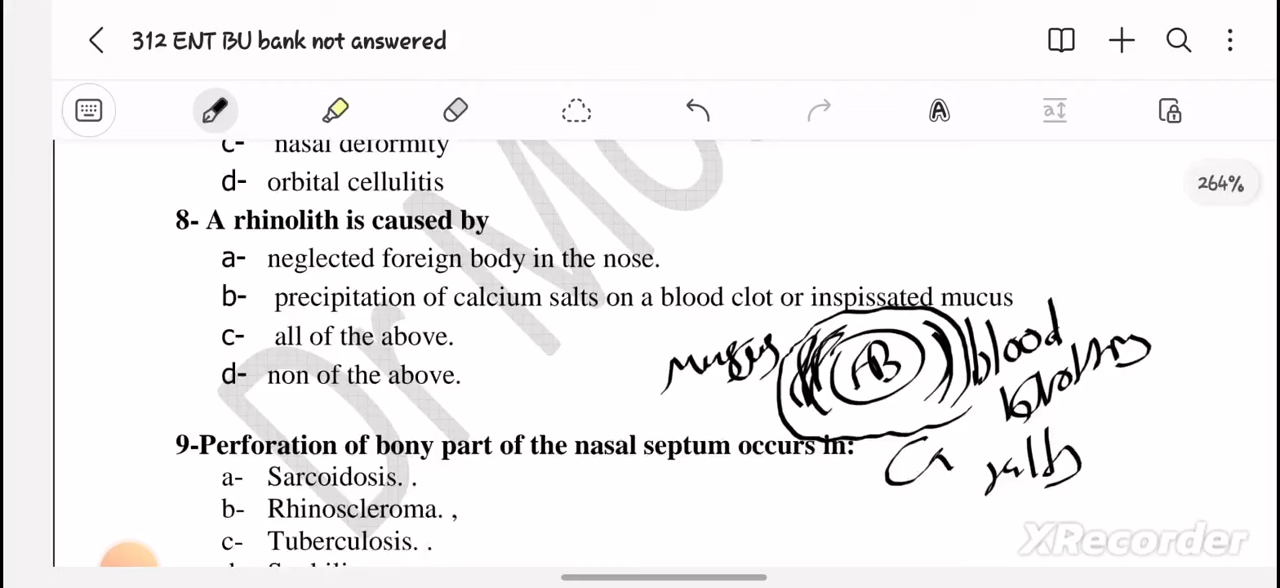 312 ENT BU bank not answered
264%
c- nasal deformity
d- orbital cellulitis
8- A rhinolith is caused by
a- neglected foreign body in the nose.
b- precipitation of calcium salts on a blood clot or inspissated mucus
c- all of the above.
d- non of the above.
mucus
blood
Ca salts
9-Perforation of bony part of the nasal septum occurs in:
a- Sarcoidosis. .
b- Rhinoscleroma. ,
c- Tuberculosis. .
XRecorder